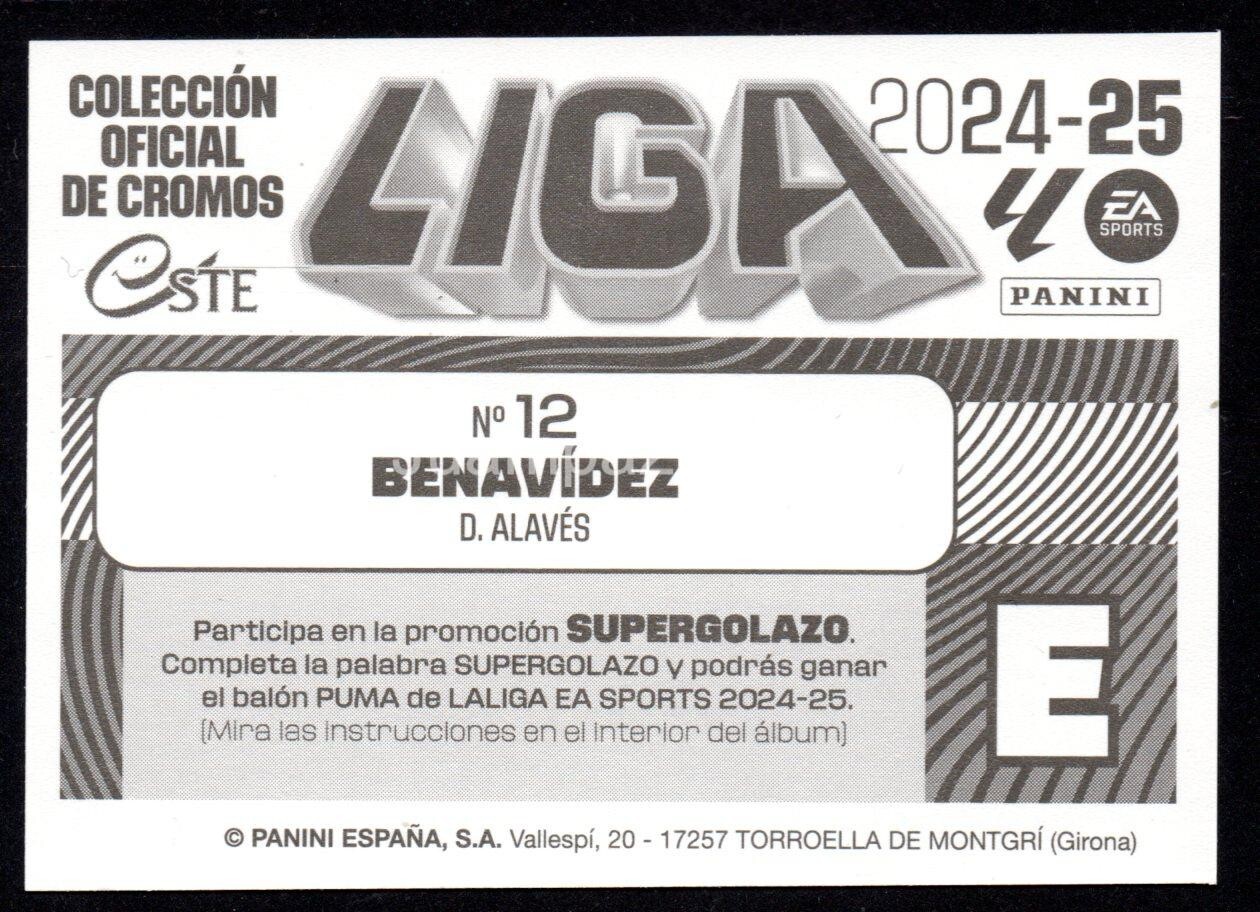 COLECCIÓN
OFICIAL
DE CROMOS
ESTE
LIGA
2024-25
EA
SPORTS
PANINI
Nº 12
BENAVÍDEZ
D. ALAVÉS
Participa en la promoción SUPERGOLAZO.
Completa la palabra SUPERGOLAZO y podrás ganar
el balón PUMA de LALIGA EA SPORTS 2024-25.
(Mira las instrucciones en el interior del álbum)
E
© PANINI ESPAÑA, S.A. Vallespí, 20 - 17257 TORROELLA DE MONTGRÍ (Girona)